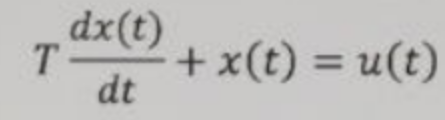 T dx(t)/dt + x(t) = u(t)